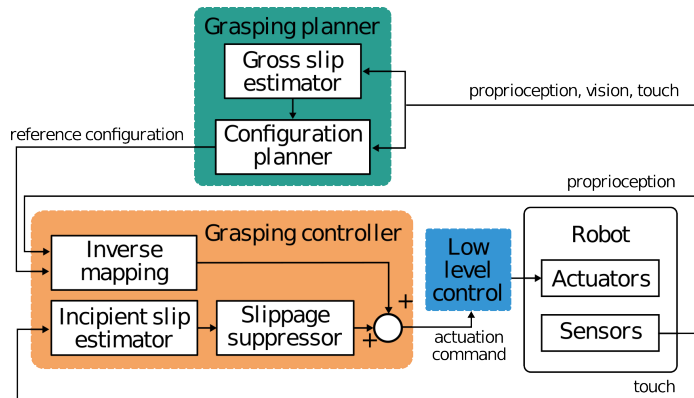 Grasping planner
Gross slip
estimator
proprioception, vision, touch
reference configuration
Configuration
planner
proprioception
Grasping controller
Inverse
mapping
Low
level
control
Robot
Actuators
+
Incipient slip
estimator
Slippage
suppressor
+
actuation
command
Sensors
touch